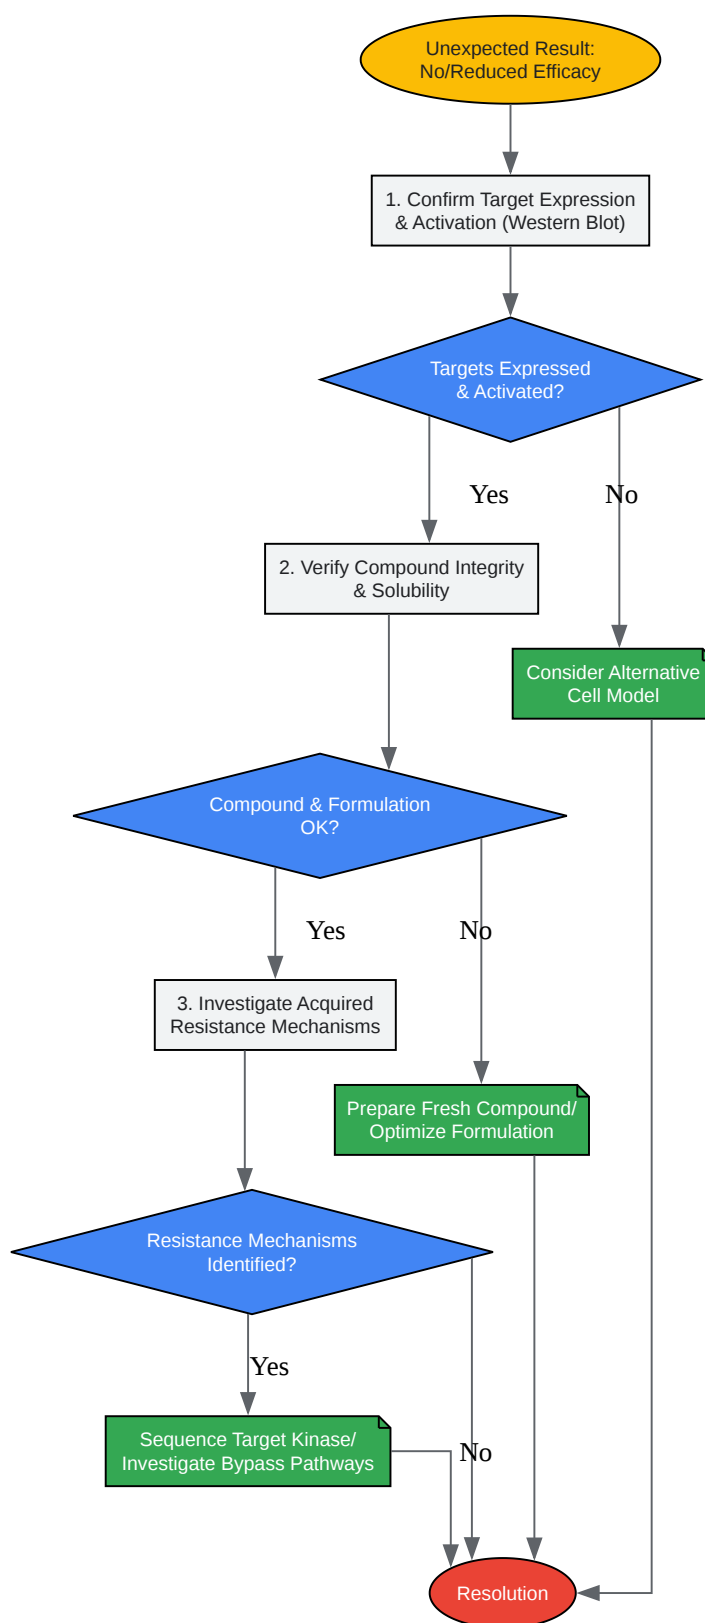 Unexpected Result:
No/Reduced Efficacy
1. Confirm Target Expression
& Activation (Western Blot)
Targets Expressed
& Activated?
Yes
No
2. Verify Compound Integrity
& Solubility
Consider Alternative
Cell Model
Compound & Formulation
OK?
Yes
No
3. Investigate Acquired
Resistance Mechanisms
Prepare Fresh Compound/
Optimize Formulation
Resistance Mechanisms
Identified?
Yes
Sequence Target Kinase/
Investigate Bypass Pathways
No
Resolution